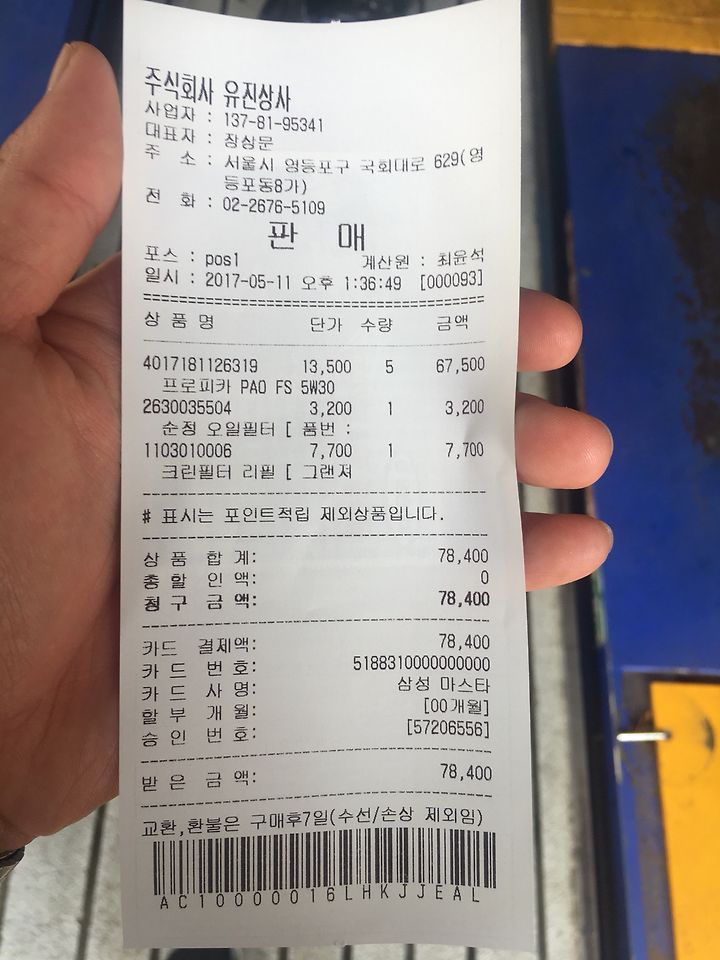 주식회사 유진상사
사업자 : 137-81-95341
대표자 : 장상문
주 소 : 서울시 영등포구 국회대로 629(영
등포동8가)
전 화 : 02-2676-5109
판 매
포스 : pos1 계산원 : 최윤석
일시 : 2017-05-11 오후 1:36:49 [000093]
상 품 명 단가 수량 금액
4017181126319 13,500 5 67,500
프로피카 PAO FS 5W30
2630035504 3,200 1 3,200
순정 오일필터 [ 품번 :
1103010006 7,700 1 7,700
크린필터 리필 [ 그랜져
# 표시는 포인트적립 제외상품입니다.
상 품 합 계: 78,400
총 할 인 액: 0
청 구 금 액: 78,400
카드 결제액: 78,400
카 드 번 호: 5188310000000000
카 드 사 명: 삼성 마스타
할 부 개 월: [00개월]
승 인 번 호: [57206556]
받 은 금 액: 78,400
교환,환불은 구매후7일(수선/손상 제외임)
AC10000016LHKJJEAL